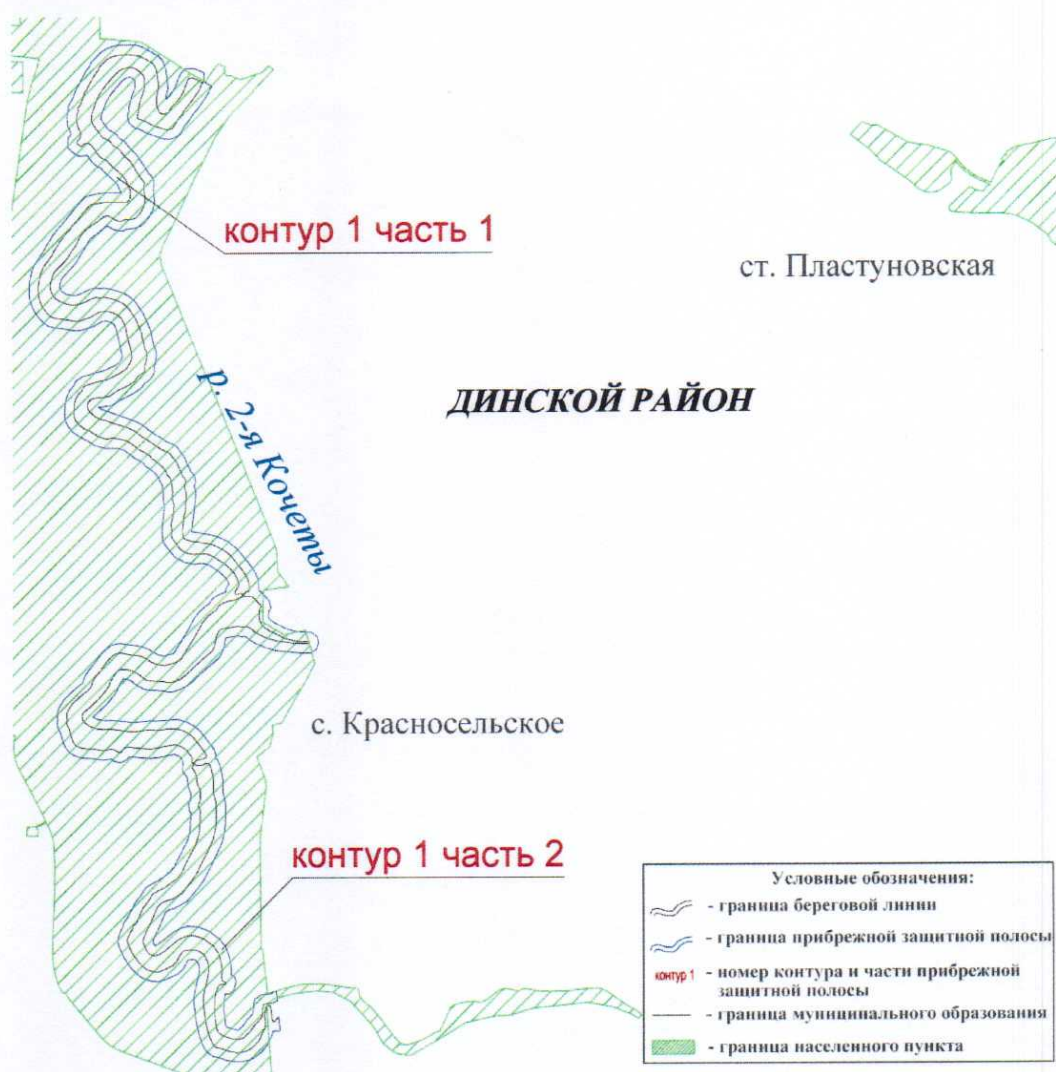 контур 1 часть 1
ст. Пластуновская
р. 2-я Кочеты
ДИНСКОЙ РАЙОН
с. Красносельское
контур 1 часть 2
Условные обозначения:
- граница береговой линии
- граница прибрежной защитной полосы
контур 1 - номер контура и части прибрежной
защитной полосы
- граница муниципального образования
- граница населенного пункта